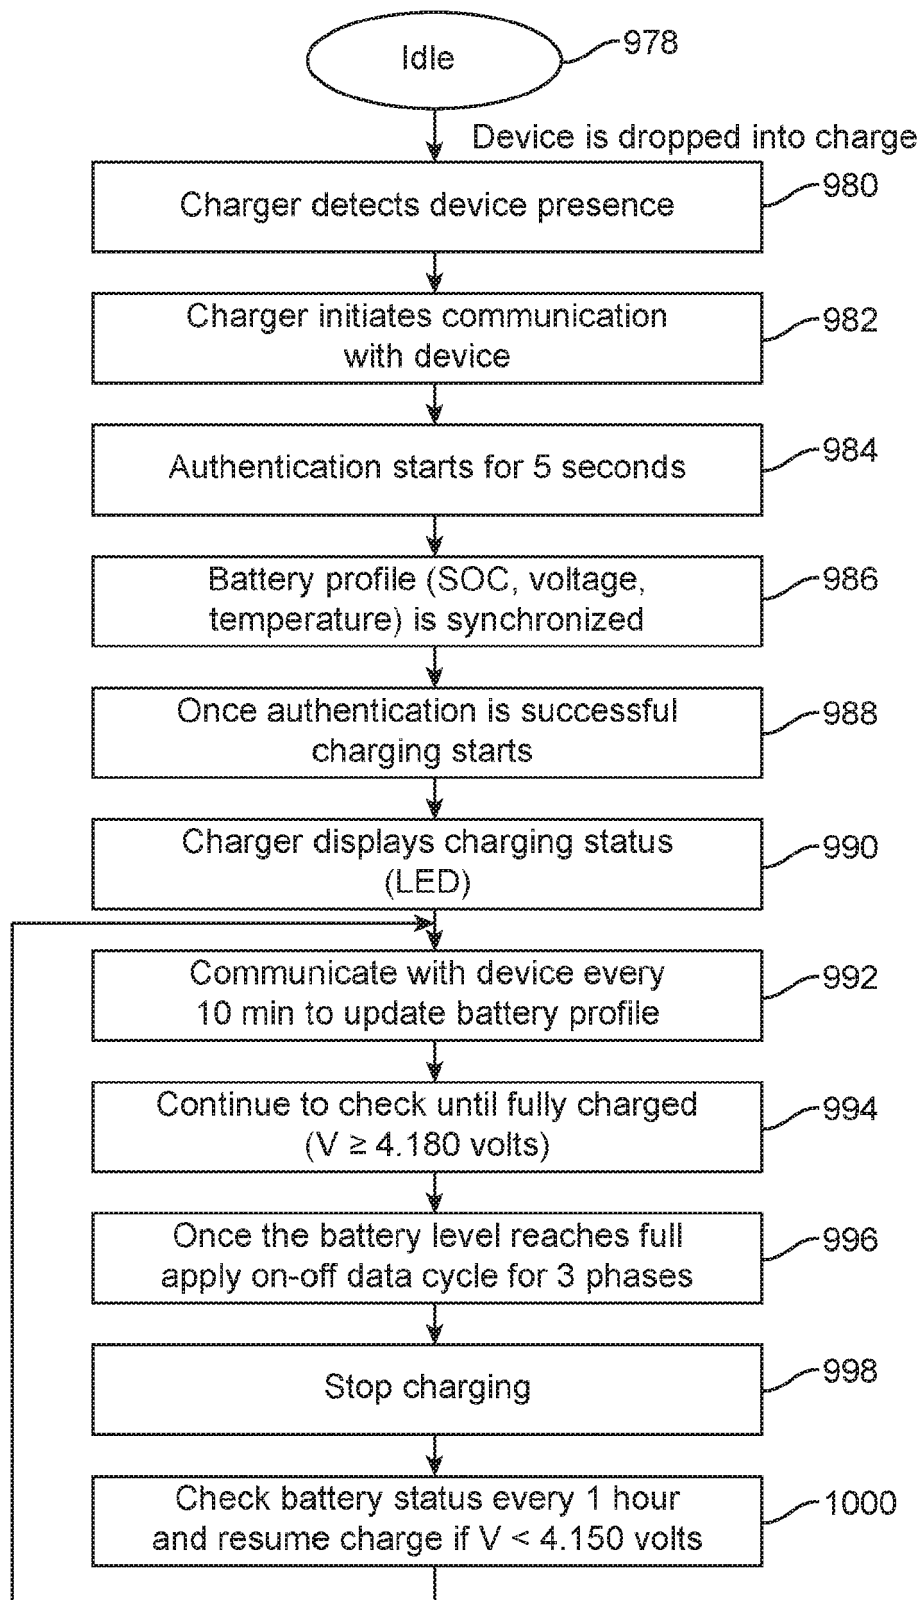 Idle
978
Device is dropped into charge
Charger detects device presence
980
Charger initiates communication
with device
982
Authentication starts for 5 seconds
984
Battery profile (SOC, voltage,
temperature) is synchronized
986
Once authentication is successful
charging starts
988
Charger displays charging status
(LED)
990
Communicate with device every
10 min to update battery profile
992
Continue to check until fully charged
(V ≥ 4.180 volts)
994
Once the battery level reaches full
apply on-off data cycle for 3 phases
996
Stop charging
998
Check battery status every 1 hour
and resume charge if V < 4.150 volts
1000